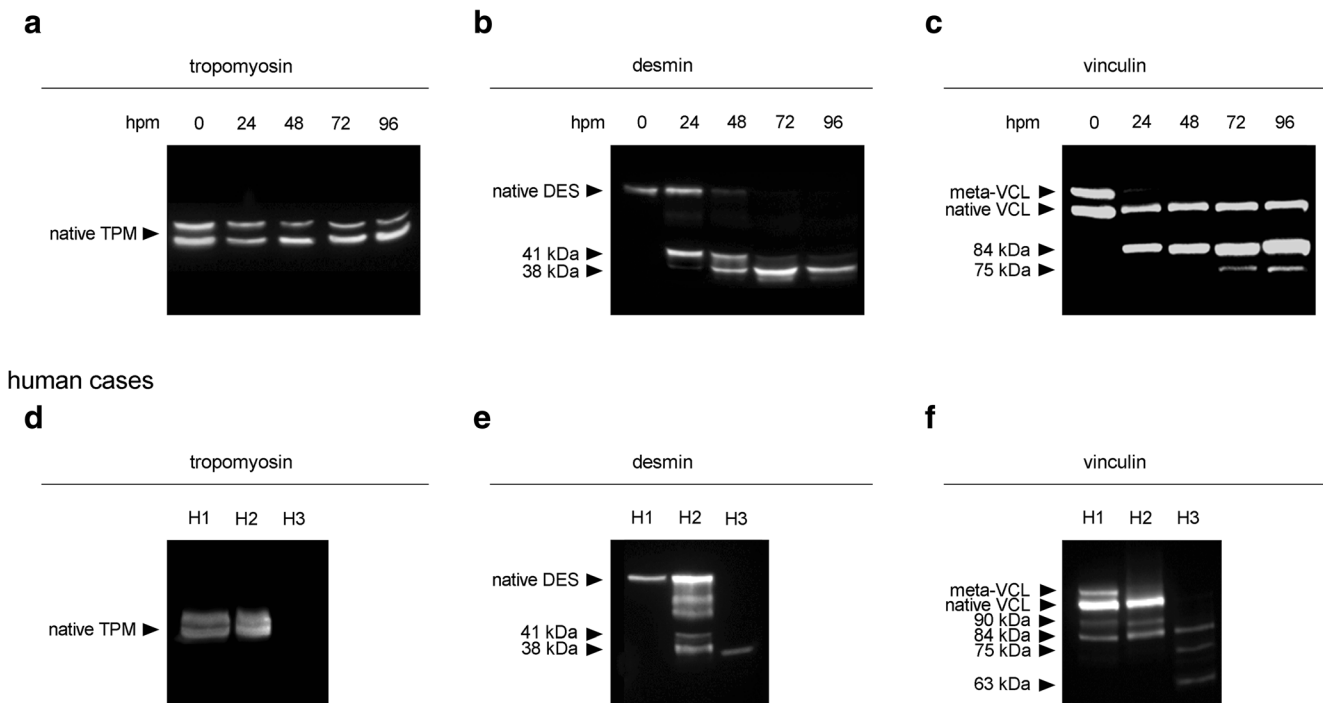 a
tropomyosin
hpm 0 24 48 72 96
native TPM
b
desmin
hpm 0 24 48 72 96
native DES
41 kDa
38 kDa
c
vinculin
hpm 0 24 48 72 96
meta-VCL
native VCL
84 kDa
75 kDa
human cases
d
tropomyosin
H1 H2 H3
native TPM
e
desmin
H1 H2 H3
native DES
41 kDa
38 kDa
f
vinculin
H1 H2 H3
meta-VCL
native VCL
90 kDa
84 kDa
75 kDa
63 kDa